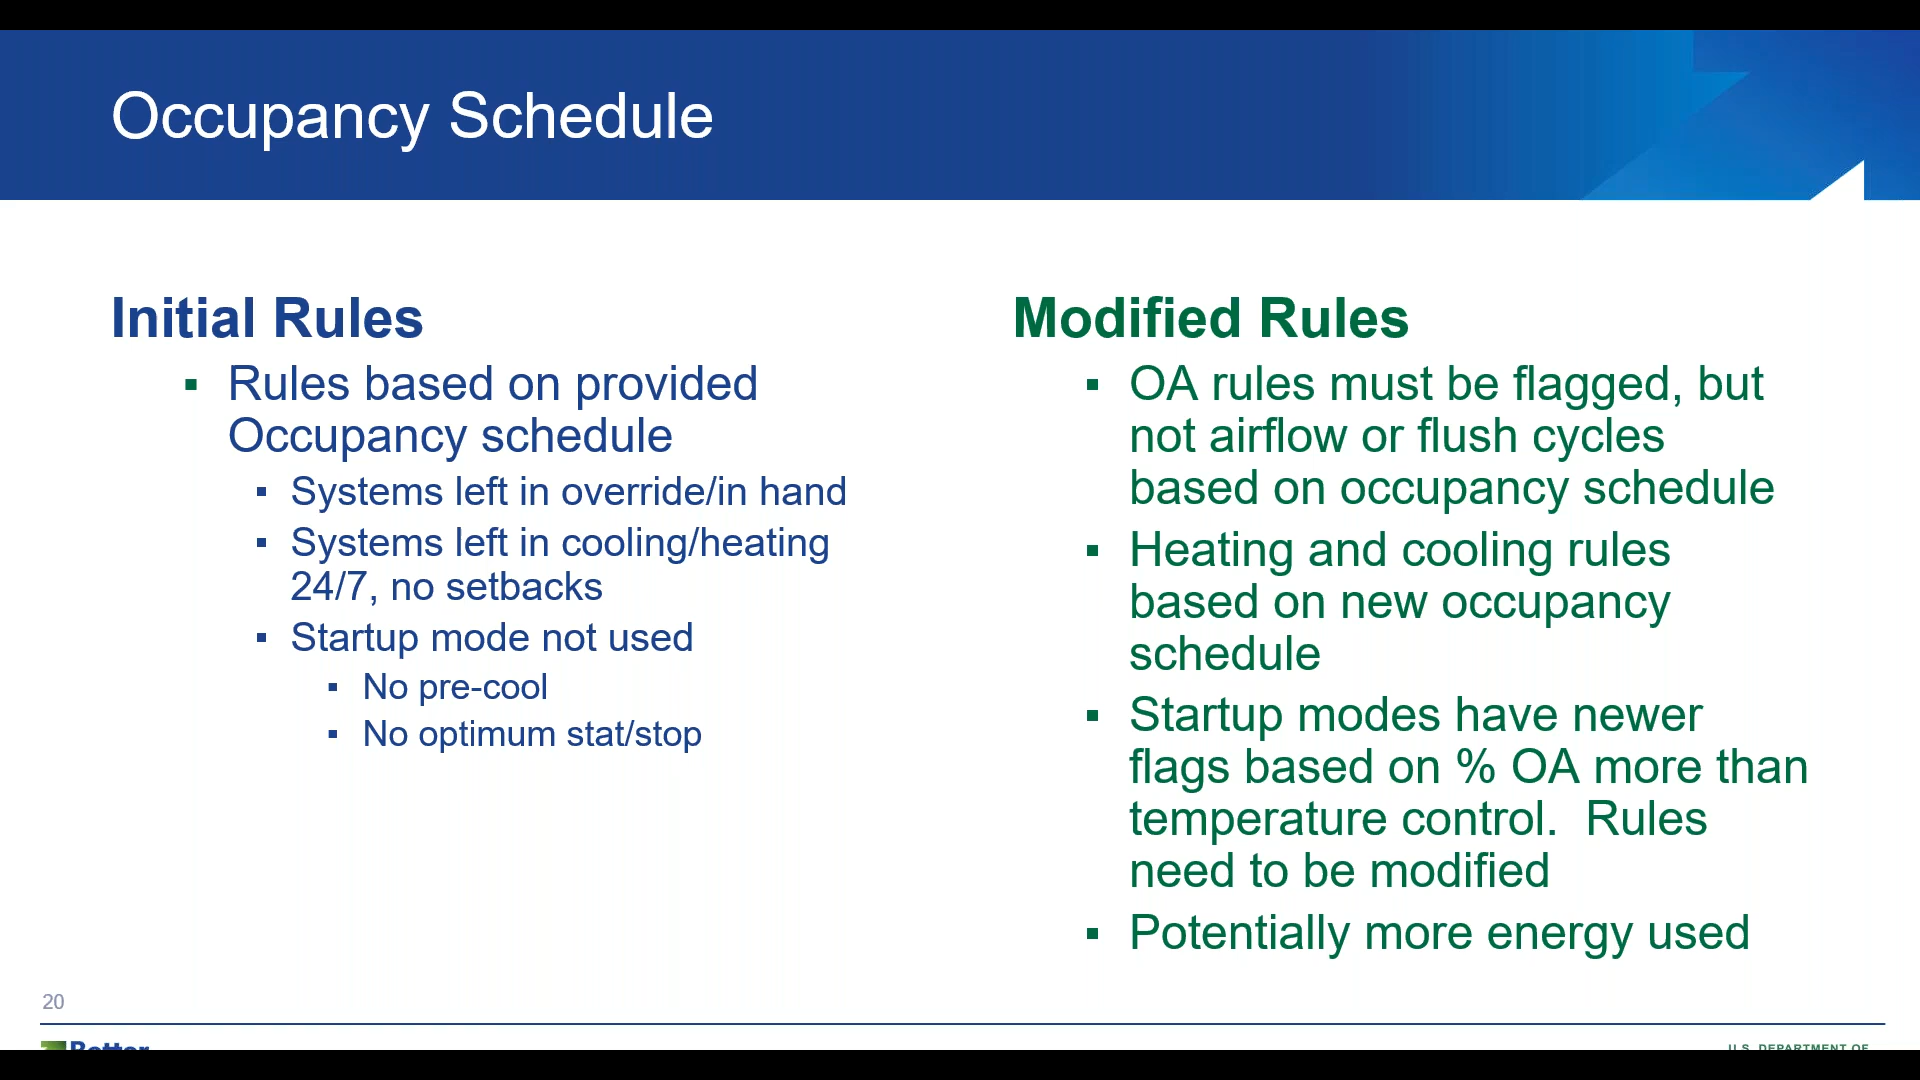 Occupancy Schedule
Initial Rules
▪ Rules based on provided
Occupancy schedule
▪ Systems left in override/in hand
▪ Systems left in cooling/heating
24/7, no setbacks
▪ Startup mode not used
▪ No pre-cool
▪ No optimum stat/stop
Modified Rules
▪ OA rules must be flagged, but
not airflow or flush cycles
based on occupancy schedule
▪ Heating and cooling rules
based on new occupancy
schedule
▪ Startup modes have newer
flags based on % OA more than
temperature control. Rules
need to be modified
▪ Potentially more energy used
20
Better
U.S. DEPARTMENT OF